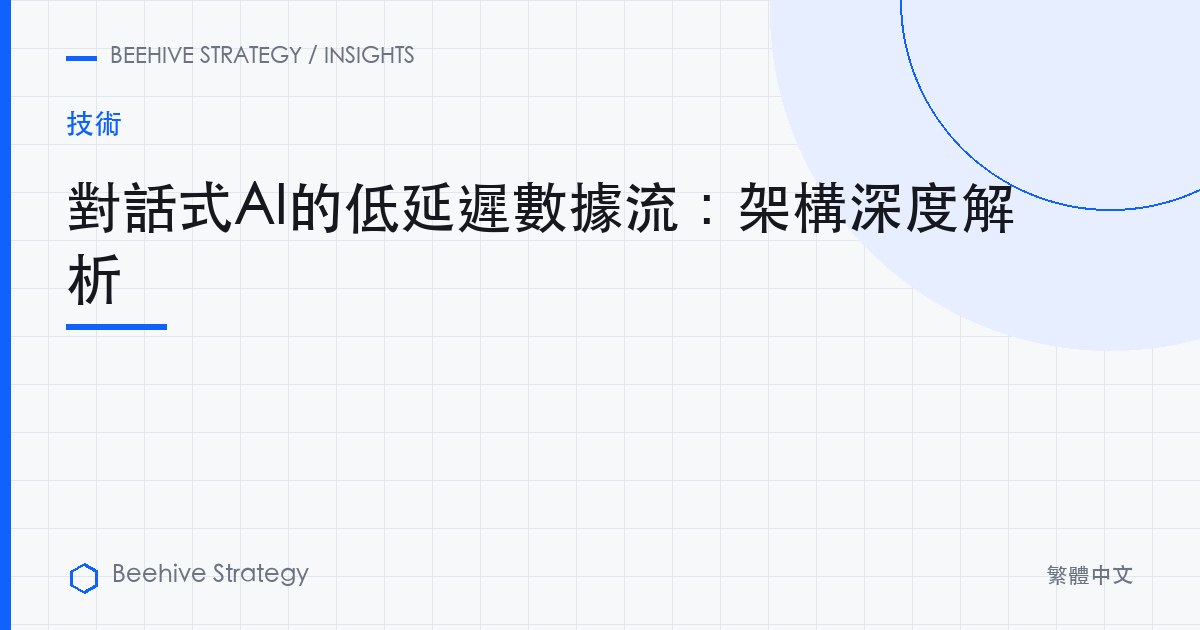 BEEHIVE STRATEGY / INSIGHTS
技術
對話式AI的低延遲數據流：架構深度解
析
Beehive Strategy
繁體中文